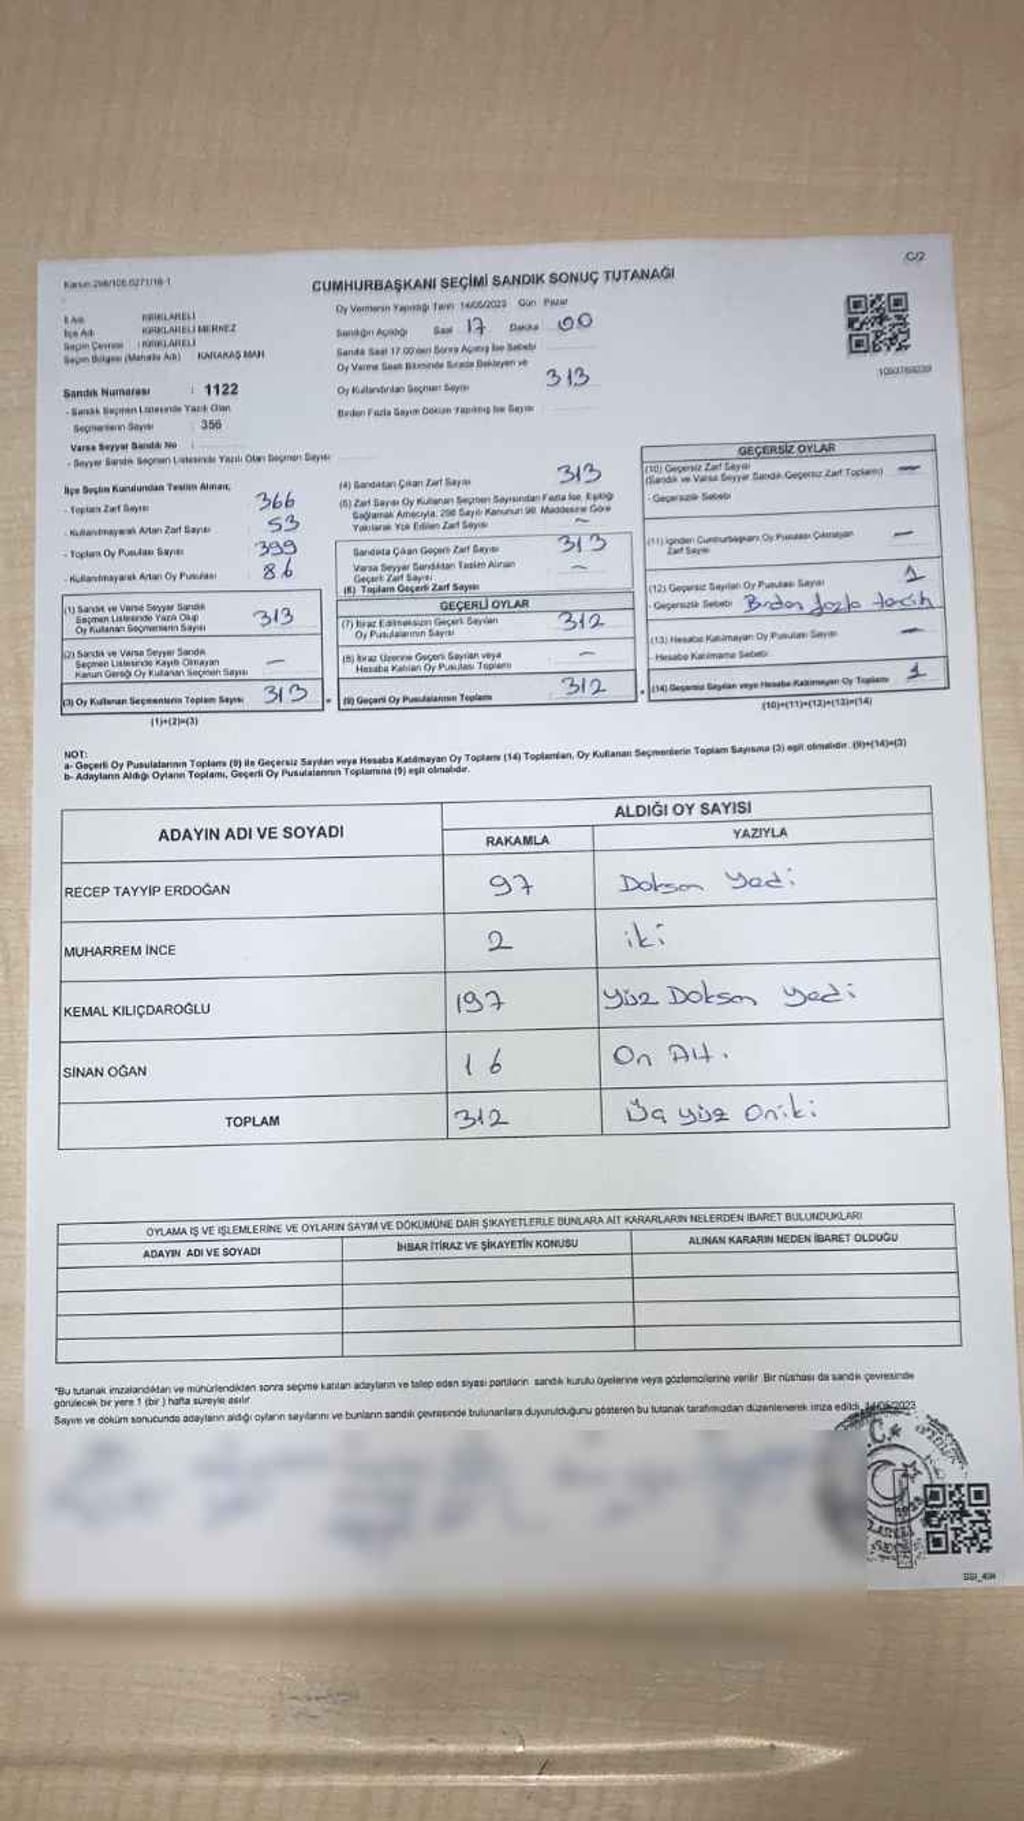 C/2
Kanun 298/105.0271/16-1
CUMHURBAŞKANI SEÇİMİ SANDIK SONUÇ TUTANAĞI
İl Adı : KIRKLARELİ
İlçe Adı : KIRKLARELİ MERKEZ
Seçim Çevresi : KIRKLARELİ
Seçim Bölgesi (Mahalle Adı) KARAKAŞ MAH
Sandık Numarası : 1122
- Sandık Seçmen Listesinde Yazılı Olan
Seçmenlerin Sayısı : 356
Varsa Seyyar Sandık No :
- Seyyar Sandık Seçmen Listesinde Yazılı Olan Seçmen Sayısı
Oy Vermenin Yapıldığı Tarih 14/05/2023 Gün Pazar
Sandığın Açıldığı Saat 17 Dakika 00
Sandık Saat 17.00'den Sonra Açılmış İse Sebebi
Oy Verme Saati Bitiminde Sırada Bekleyen ve
Oy Kullandırılan Seçmen Sayısı 313
Birden Fazla Sayım Döküm Yapılmış İse Sayısı
İlçe Seçim Kurulundan Teslim Alınan;
- Toplam Zarf Sayısı 366
- Kullanılmayarak Artan Zarf Sayısı 53
- Toplam Oy Pusulası Sayısı 399
- Kullanılmayarak Artan Oy Pusulası 86
(1) Sandık ve Varsa Seyyar Sandık
Seçmen Listesinde Yazılı Olup
Oy Kullanan Seçmenlerin Sayısı 313
(2) Sandık ve Varsa Seyyar Sandık
Seçmen Listesinde Kayıtlı Olmayan
Kanun Gereği Oy Kullanan Seçmen Sayısı —
(3) Oy Kullanan Seçmenlerin Toplam Sayısı 313
(1)+(2)=(3)
(4) Sandıktan Çıkan Zarf Sayısı 313
(5) Zarf Sayısı Oy Kullanan Seçmen Sayısından Fazla İse, Eşitliği
Sağlamak Amacıyla, 298 Sayılı Kanunun 98. Maddesine Göre
Yakılarak Yok Edilen Zarf Sayısı —
Sandıkta Çıkan Geçerli Zarf Sayısı 313
Varsa Seyyar Sandıktan Teslim Alınan
Geçerli Zarf Sayısı —
(6) Toplam Geçerli Zarf Sayısı
GEÇERLİ OYLAR
(7) İtiraz Edilmeksizin Geçerli Sayılan
Oy Pusulalarının Sayısı 312
(8) İtiraz Üzerine Geçerli Sayılan veya
Hesaba Katılan Oy Pusulası Toplamı —
(9) Geçerli Oy Pusulalarının Toplamı 312
GEÇERSİZ OYLAR
(10) Geçersiz Zarf Sayısı —
(Sandık ve Varsa Seyyar Sandık Geçersiz Zarf Toplamı)
- Geçersizlik Sebebi
(11) İçinden Cumhurbaşkanı Oy Pusulası Çıkmayan
Zarf Sayısı —
(12) Geçersiz Sayılan Oy Pusulası Sayısı 1
- Geçersizlik Sebebi Birden fazla tercih
(13) Hesaba Katılmayan Oy Pusulası Sayısı —
- Hesaba Katılmama Sebebi
(14) Geçersiz Sayılan veya Hesaba Katılmayan Oy Toplamı 1
(10)+(11)+(12)+(13)=(14)
NOT:
a- Geçerli Oy Pusulalarının Toplamı (9) ile Geçersiz Sayılan veya Hesaba Katılmayan Oy Toplamı (14) Toplamları, Oy Kullanan Seçmenlerin Toplam Sayısına (3) eşit olmalıdır. (9)+(14)=(3)
b- Adayların Aldığı Oyların Toplamı, Geçerli Oy Pusulalarının Toplamına (9) eşit olmalıdır.
ADAYIN ADI VE SOYADI
ALDIĞI OY SAYISI
RAKAMLA YAZIYLA
RECEP TAYYİP ERDOĞAN 97 Doksan Yedi
MUHARREM İNCE 2 iki
KEMAL KILIÇDAROĞLU 197 Yüz Doksan Yedi
SİNAN OĞAN 16 On Altı
TOPLAM 312 Üç yüz Oniki
OYLAMA İŞ VE İŞLEMLERİNE VE OYLARIN SAYIM VE DÖKÜMÜNE DAİR ŞİKAYETLERLE BUNLARA AİT KARARLARIN NELERDEN İBARET BULUNDUKLARI
ADAYIN ADI VE SOYADI İHBAR İTİRAZ VE ŞİKAYETİN KONUSU ALINAN KARARIN NEDEN İBARET OLDUĞU
*Bu tutanak imzalandıktan ve mühürlendikten sonra seçime katılan adayların ve talep eden siyasi partilerin sandık kurulu üyelerine veya gözlemcilerine verilir. Bir nüshası da sandık çevresinde
görülecek bir yere 1 (bir) hafta süreyle asılır
Sayım ve döküm sonucunda adayların aldığı oyların sayılarını ve bunların sandık çevresinde bulunanlara duyurulduğunu gösteren bu tutanak tarafımızdan düzenlenerek imza edildi. 14/05/2023
T.C.